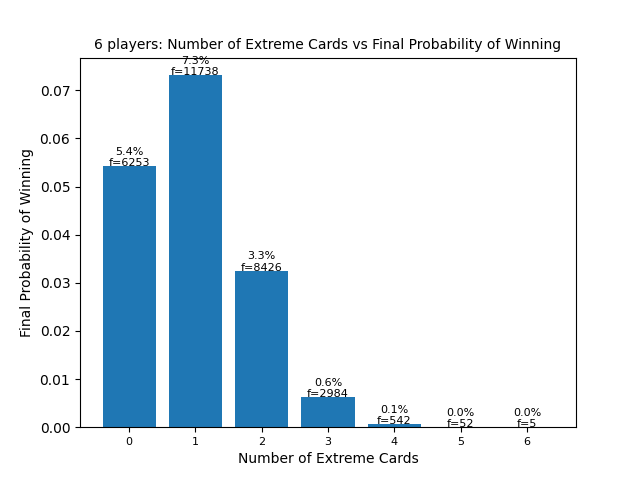 6 players: Number of Extreme Cards vs Final Probability of Winning
Final Probability of Winning
0.07
0.06
0.05
0.04
0.03
0.02
0.01
0.00
5.4%
f=6253
7.3%
f=11738
3.3%
f=8426
0.6%
f=2984
0.1%
f=542
0.0%
f=52
0.0%
f=5
0 1 2 3 4 5 6
Number of Extreme Cards